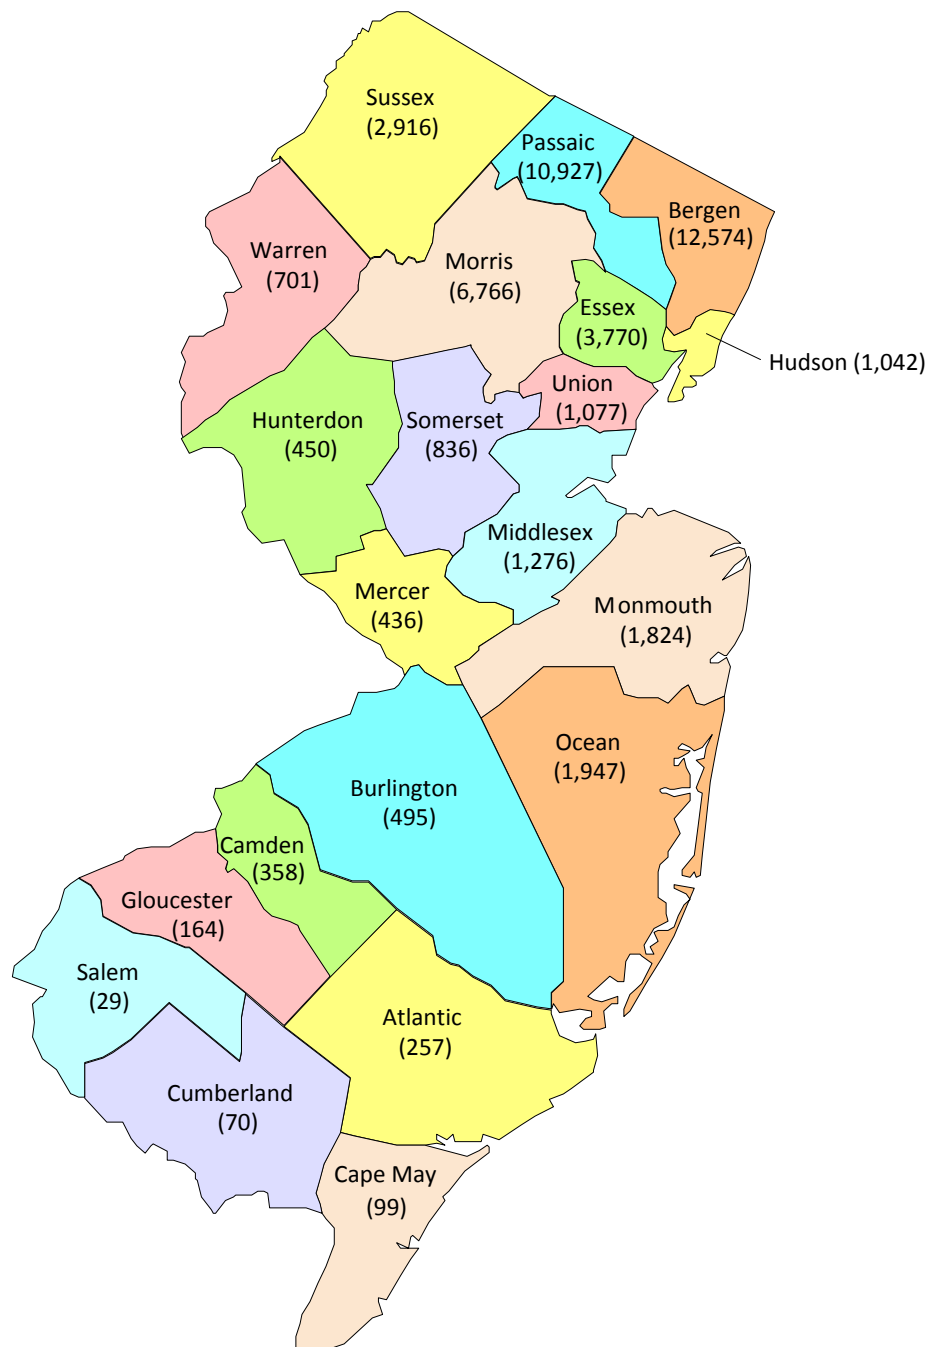 Sussex
(2,916)
Passaic
(10,927)
Bergen
(12,574)
Warren
(701)
Morris
(6,766)
Essex
(3,770)
Hudson (1,042)
Union
(1,077)
Hunterdon
(450)
Somerset
(836)
Middlesex
(1,276)
Mercer
(436)
Monmouth
(1,824)
Ocean
(1,947)
Burlington
(495)
Camden
(358)
Gloucester
(164)
Salem
(29)
Atlantic
(257)
Cumberland
(70)
Cape May
(99)